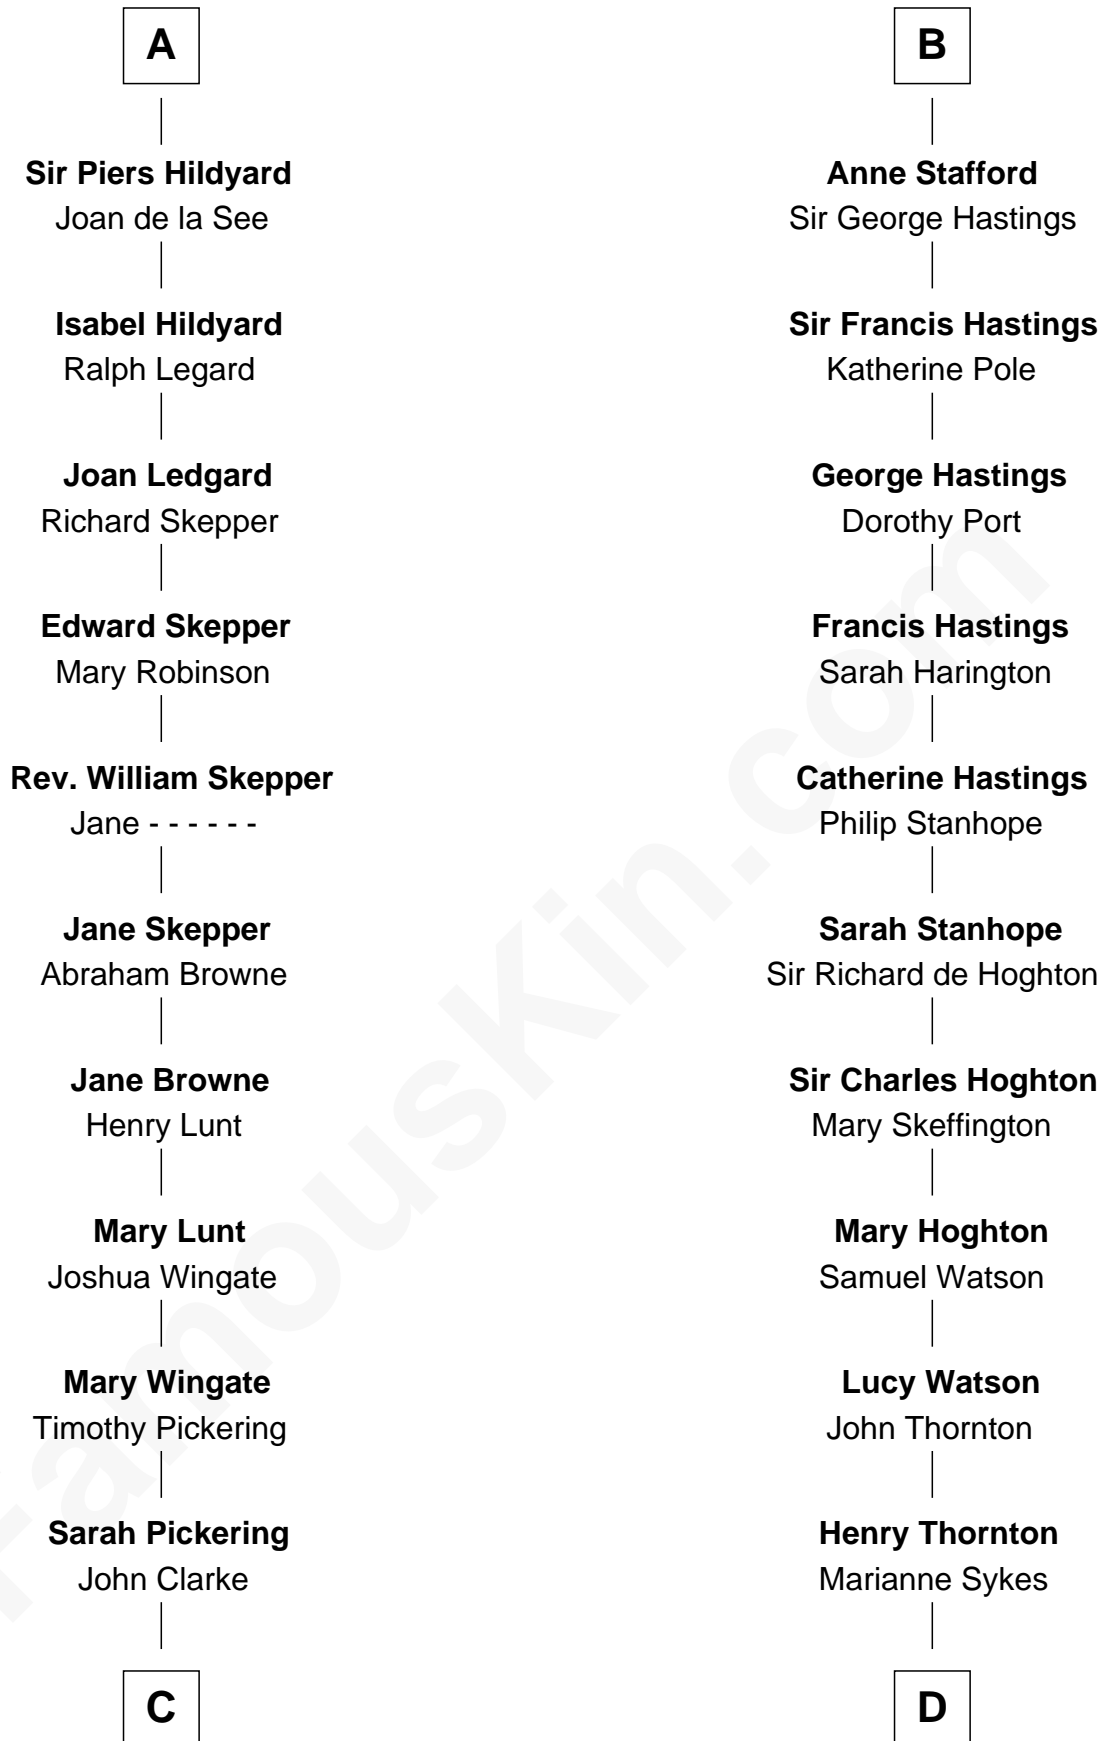 A
Sir Piers Hildyard
Joan de la See
Isabel Hildyard
Ralph Legard
Joan Ledgard
Richard Skepper
Edward Skepper
Mary Robinson
Rev. William Skepper
Jane - - - - - -
Jane Skepper
Abraham Browne
Jane Browne
Henry Lunt
Mary Lunt
Joshua Wingate
Mary Wingate
Timothy Pickering
Sarah Pickering
John Clarke
C
B
Anne Stafford
Sir George Hastings
Sir Francis Hastings
Katherine Pole
George Hastings
Dorothy Port
Francis Hastings
Sarah Harington
Catherine Hastings
Philip Stanhope
Sarah Stanhope
Sir Richard de Hoghton
Sir Charles Hoghton
Mary Skeffington
Mary Hoghton
Samuel Watson
Lucy Watson
John Thornton
Henry Thornton
Marianne Sykes
D
FamousKin.com